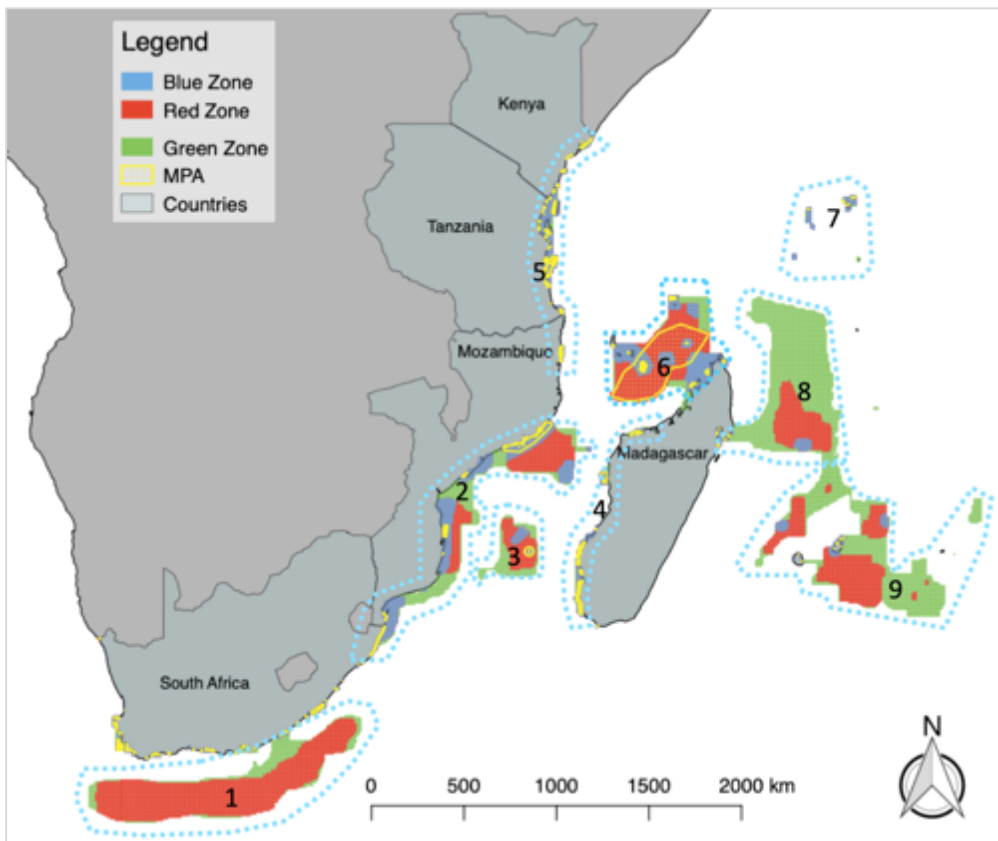 Legend
Blue Zone
Red Zone
Green Zone
MPA
Countries
Kenya
Tanzania
7
5
Mozambique
6
8
Madagascar
2
4
3
9
South Africa
N
0 500 1000 1500 2000 km
1